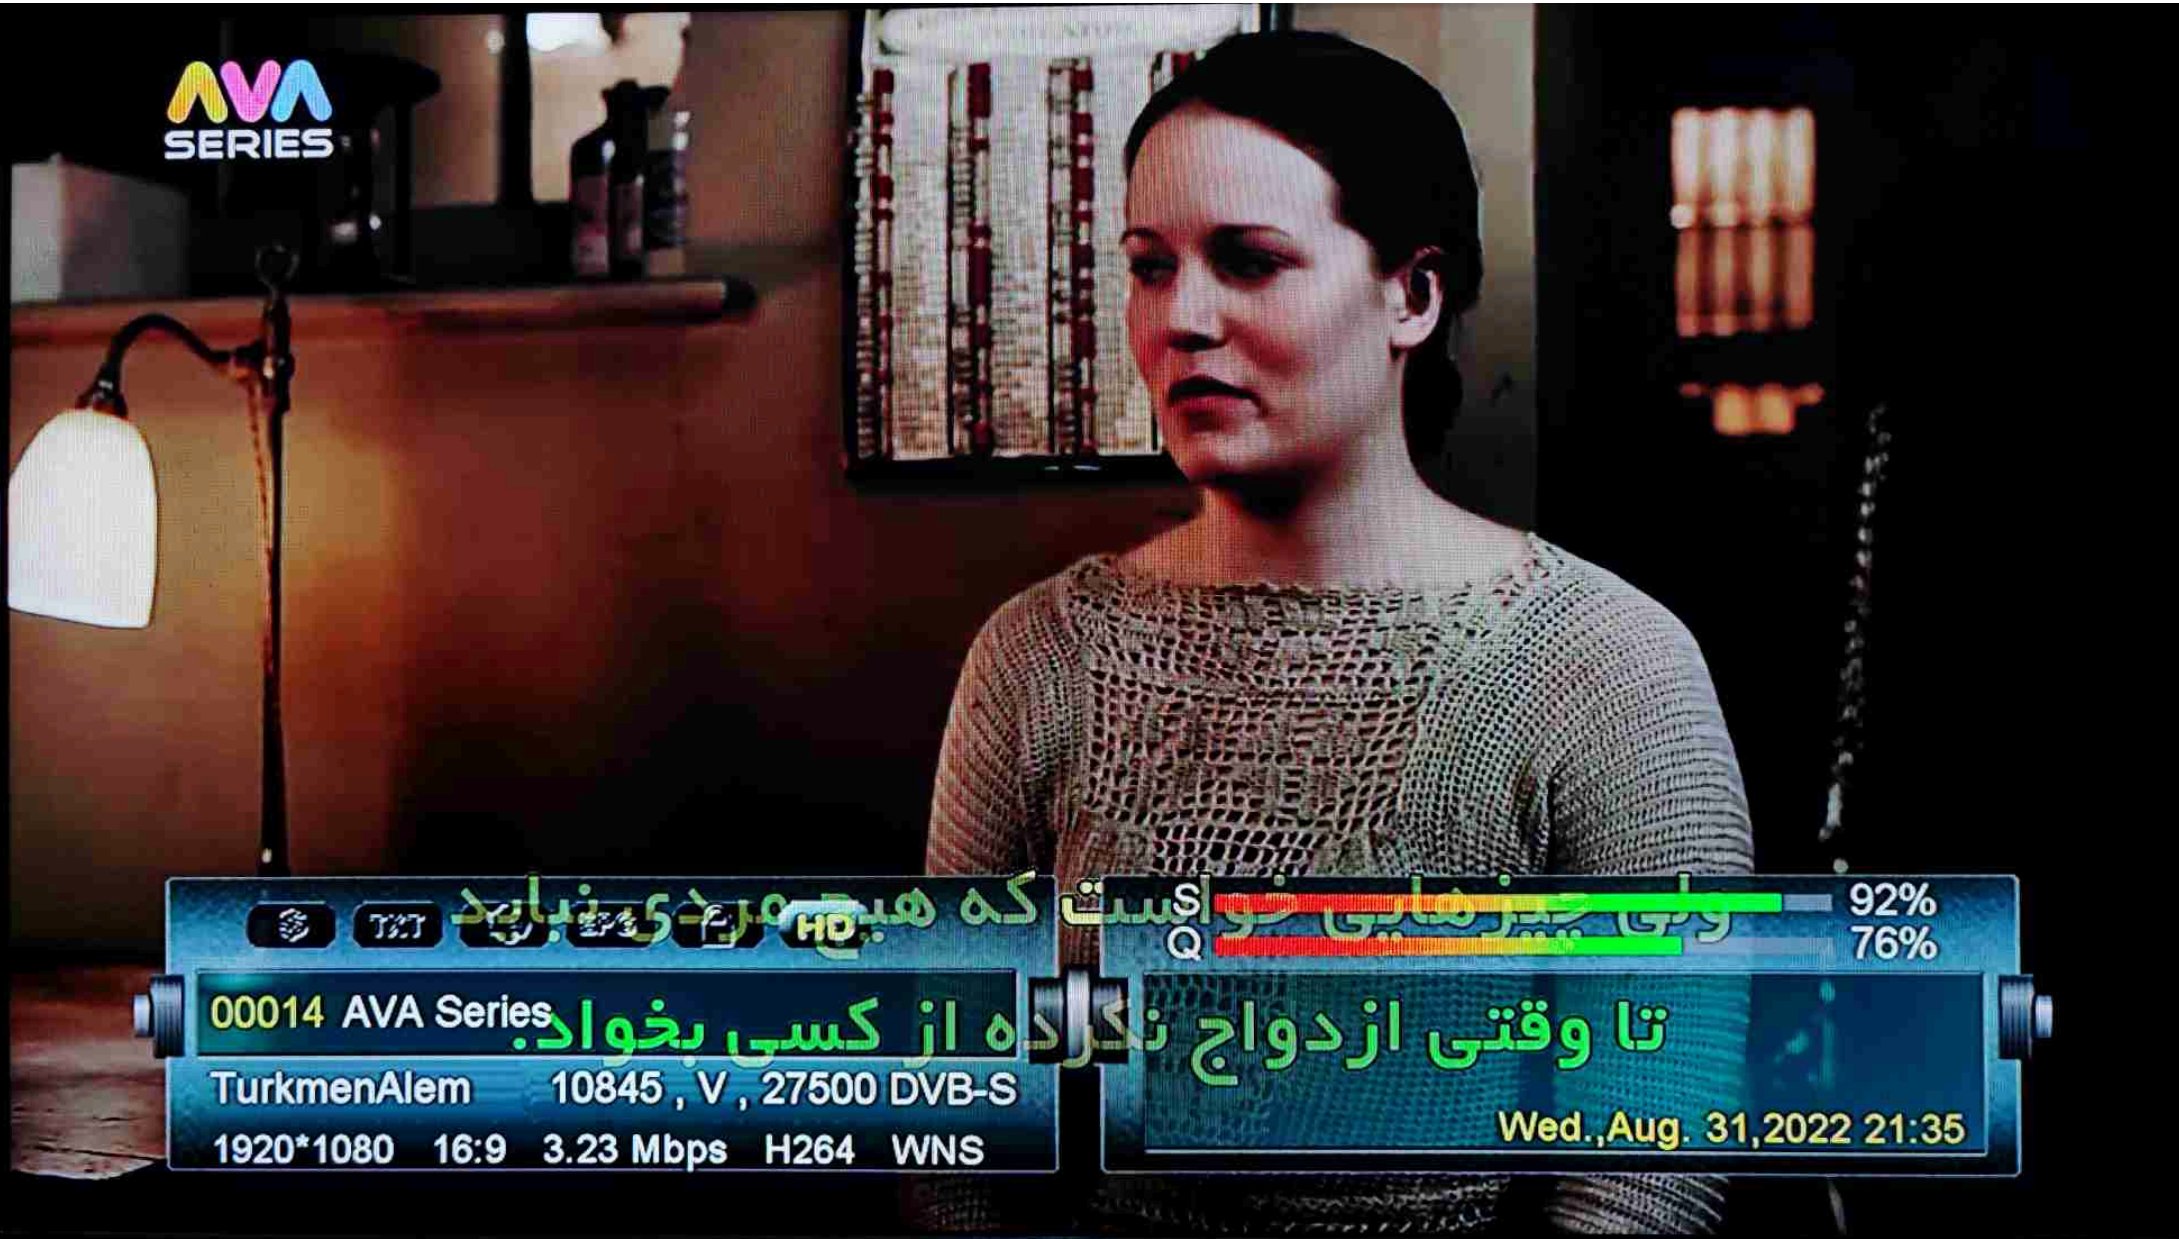 AVA
SERIES
TXT EPG HD
ولی چیزهایی خواست که هیچ مردی نباید
S 92%
Q 76%
00014 AVA Series
تا وقتی ازدواج نکرده از کسی بخواد.
TurkmenAlem 10845 , V , 27500 DVB-S
1920*1080 16:9 3.23 Mbps H264 WNS
Wed.,Aug. 31,2022 21:35